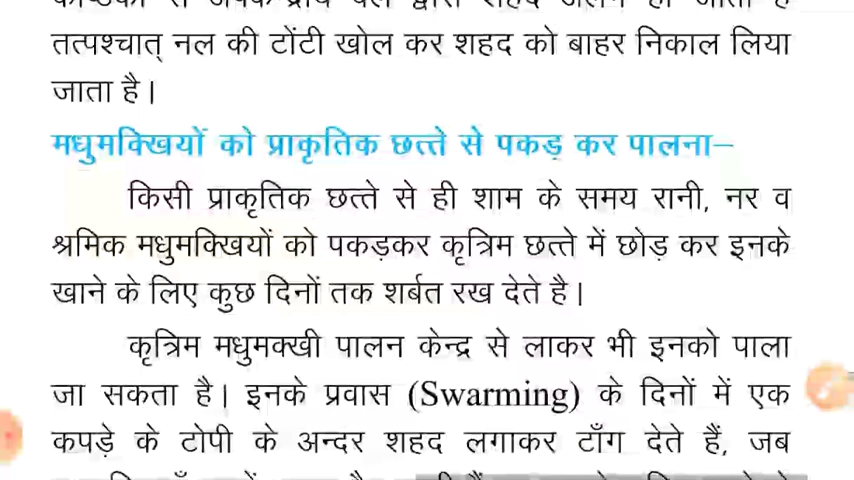 तत्पश्चात् नल की टोंटी खोल कर शहद को बाहर निकाल लिया
जाता है।
मधुमक्खियों को प्राकृतिक छत्ते से पकड़ कर पालना–
किसी प्राकृतिक छत्ते से ही शाम के समय रानी, नर व
श्रमिक मधुमक्खियों को पकड़कर कृत्रिम छत्ते में छोड़ कर इनके
खाने के लिए कुछ दिनों तक शर्बत रख देते है।
कृत्रिम मधुमक्खी पालन केन्द्र से लाकर भी इनको पाला
जा सकता है। इनके प्रवास (Swarming) के दिनों में एक
कपड़े के टोपी के अन्दर शहद लगाकर टाँग देते हैं, जब